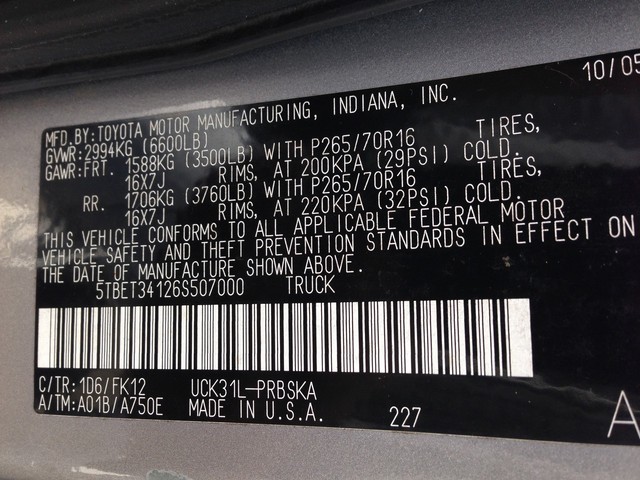 10/05
MFD.BY:TOYOTA MOTOR MANUFACTURING, INDIANA, INC.
GVWR:2994KG (6600LB)
GAWR:FRT. 1588KG (3500LB) WITH P265/70R16 TIRES,
16X7J RIMS, AT 200KPA (29PSI) COLD.
RR. 1706KG (3760LB) WITH P265/70R16 TIRES,
16X7J RIMS, AT 220KPA (32PSI) COLD.
THIS VEHICLE CONFORMS TO ALL APPLICABLE FEDERAL MOTOR
VEHICLE SAFETY AND THEFT PREVENTION STANDARDS IN EFFECT ON
THE DATE OF MANUFACTURE SHOWN ABOVE.
5TBET34126S507000 TRUCK
C/TR:1D6/FK12 UCK31L-PRBSKA
A/TM:A01B/A750E MADE IN U.S.A. 227
A